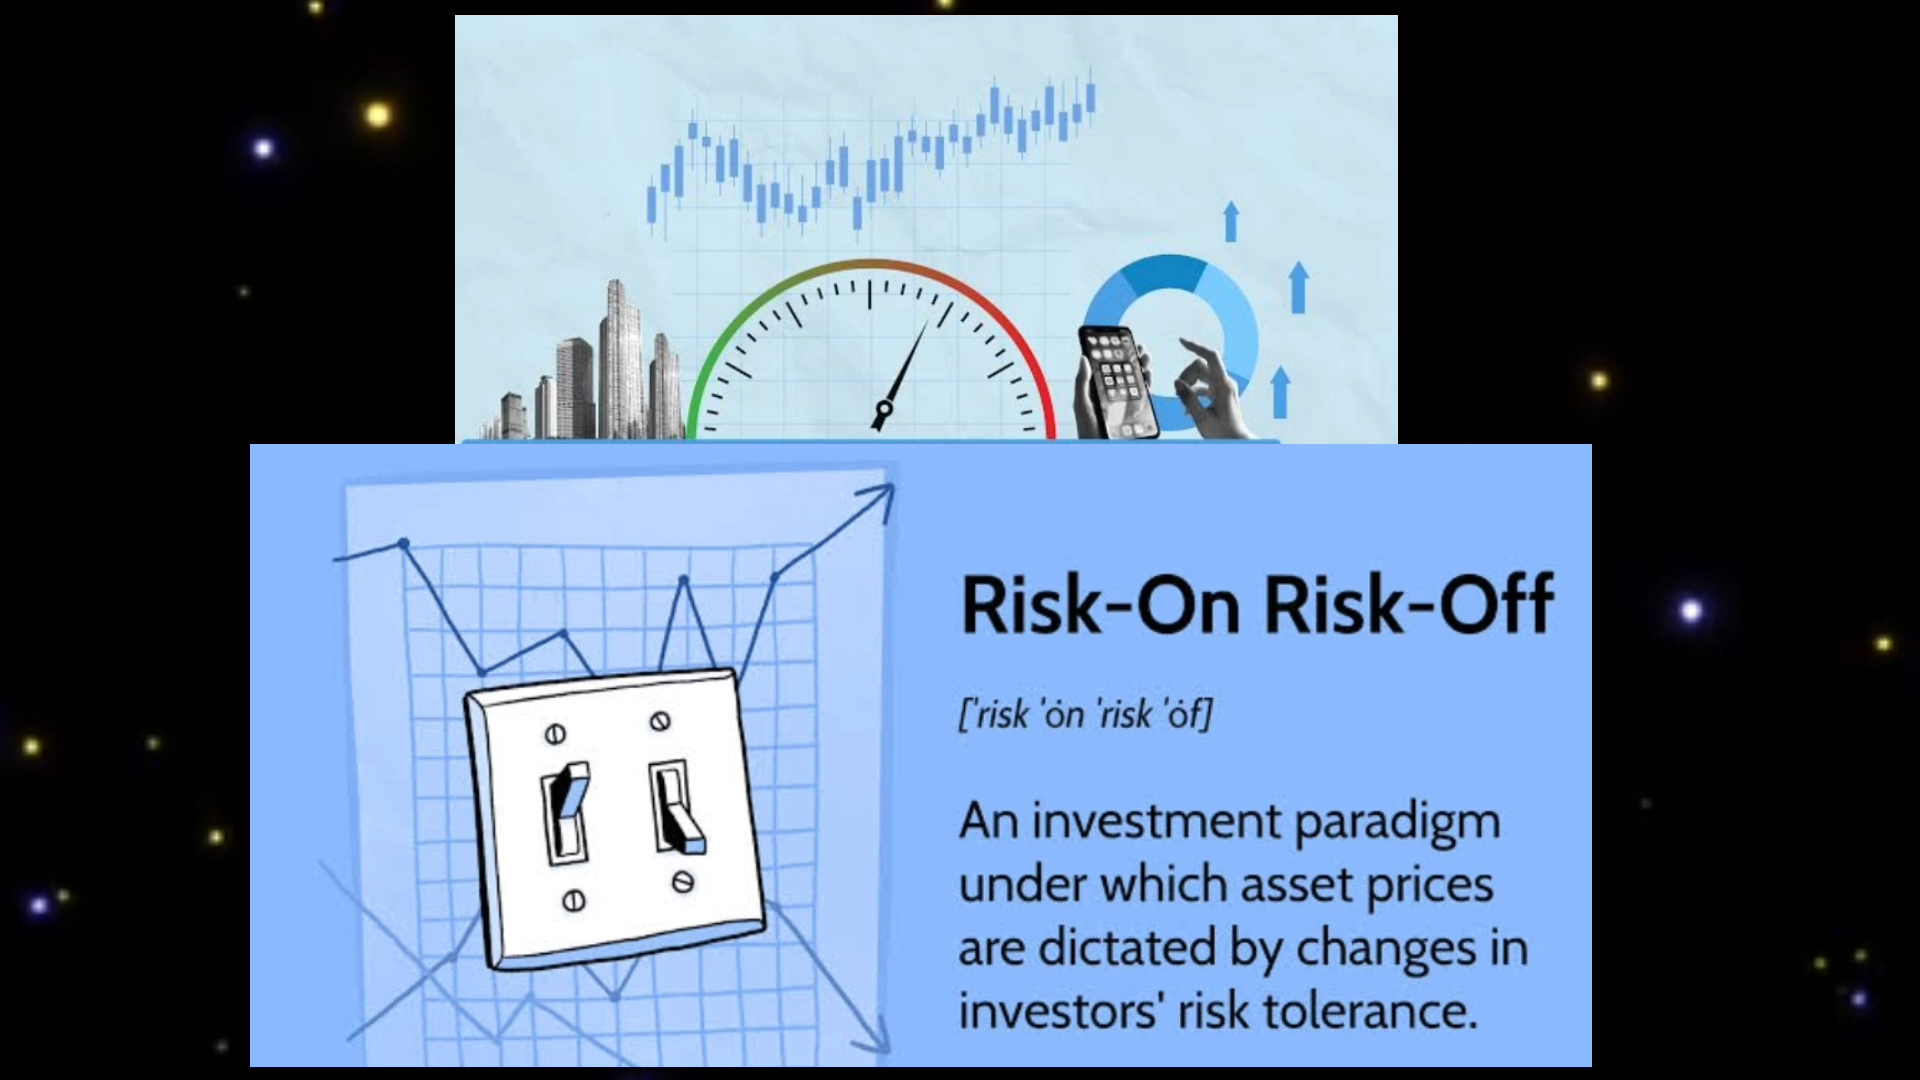 Risk-On Risk-Off
['risk 'ȯn 'risk 'ȯf]
An investment paradigm
under which asset prices
are dictated by changes in
investors' risk tolerance.